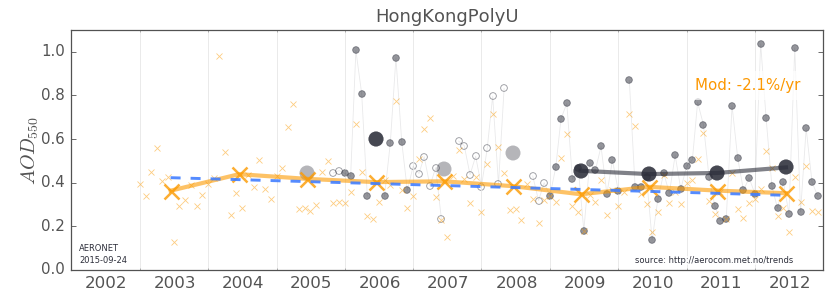 HongKongPolyU
1.0
0.8
0.6
0.4
0.2
0.0
AOD550
Mod: -2.1%/yr
AERONET
2015-09-24
source: http://aerocom.met.no/trends
2002 2003 2004 2005 2006 2007 2008 2009 2010 2011 2012